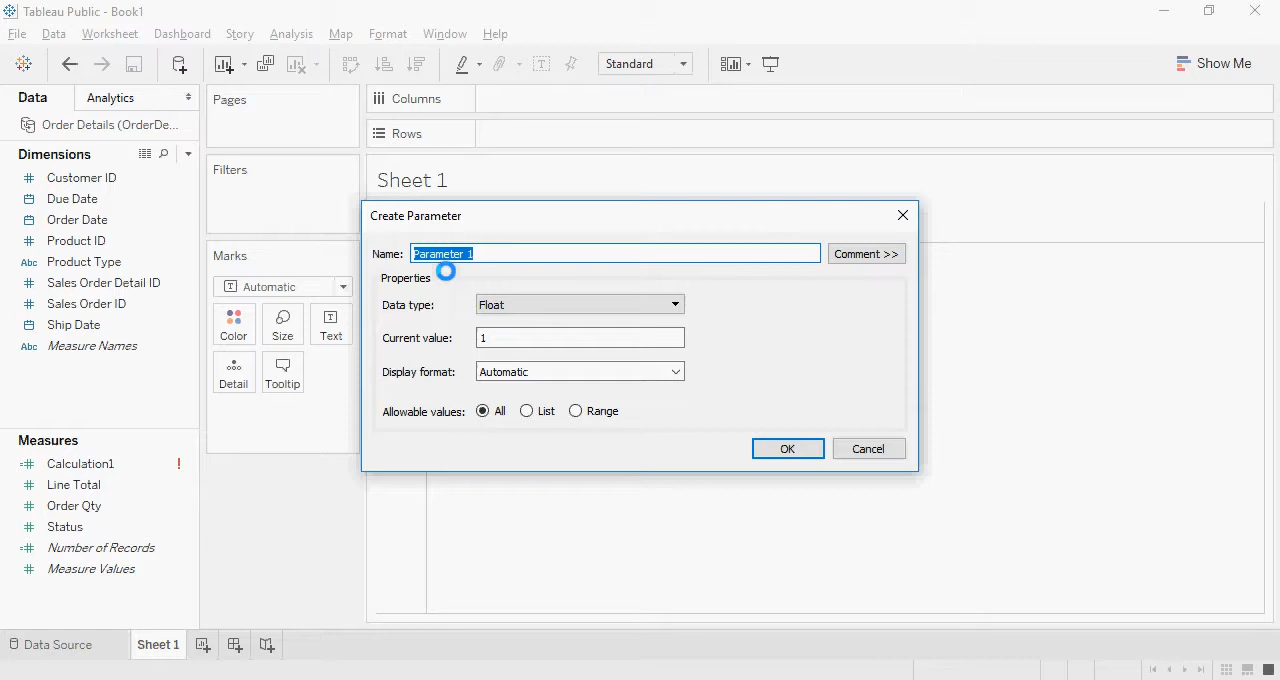 Tableau Public - Book1
File Data Worksheet Dashboard Story Analysis Map Format Window Help
Standard
Show Me
Data Analytics
Order Details (OrderDe...
Dimensions
Customer ID
Due Date
Order Date
Product ID
Abc Product Type
Sales Order Detail ID
Sales Order ID
Ship Date
Abc Measure Names
Measures
Calculation1 !
Line Total
Order Qty
Status
Number of Records
Measure Values
Pages
Filters
Marks
T Automatic
Color Size Text
Detail Tooltip
Columns
Rows
Sheet 1
Create Parameter
Name: Parameter 1 Comment >>
Properties
Data type: Float
Current value: 1
Display format: Automatic
Allowable values: All List Range
OK Cancel
Data Source Sheet 1